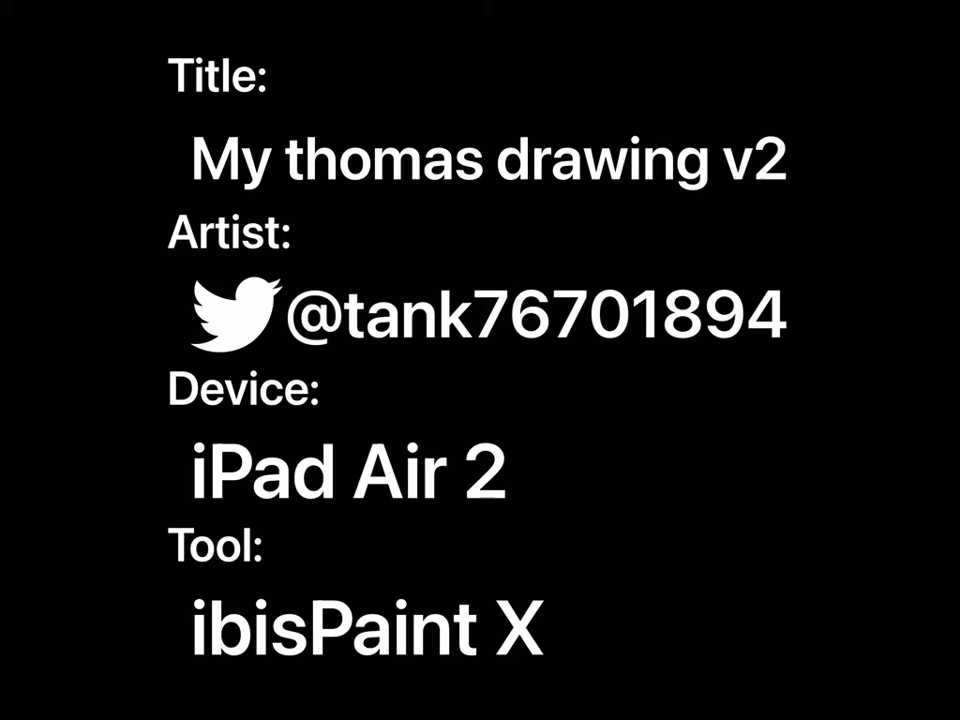 Title:
My thomas drawing v2
Artist:
@tank76701894
Device:
iPad Air 2
Tool:
ibisPaint X